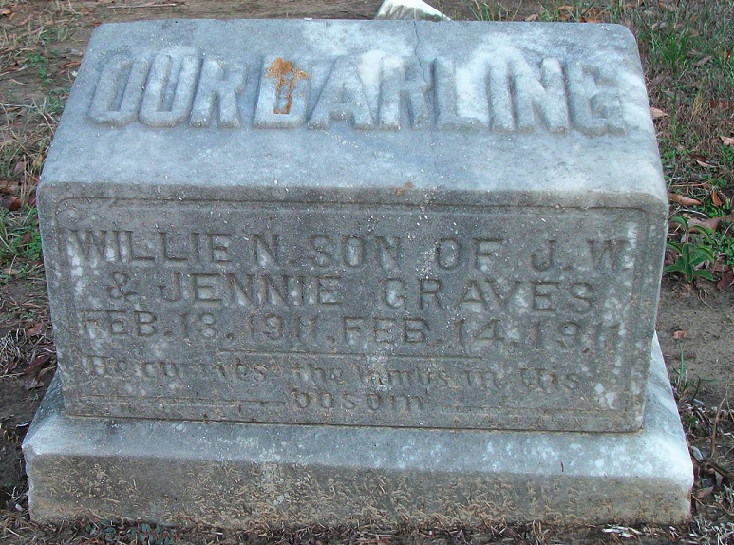 OUR DARLING
WILLIE N. SON OF J. W.
& JENNIE GRAVES
FEB. 13, 1911, FEB. 14, 1911
He carries the lambs in His
bosom